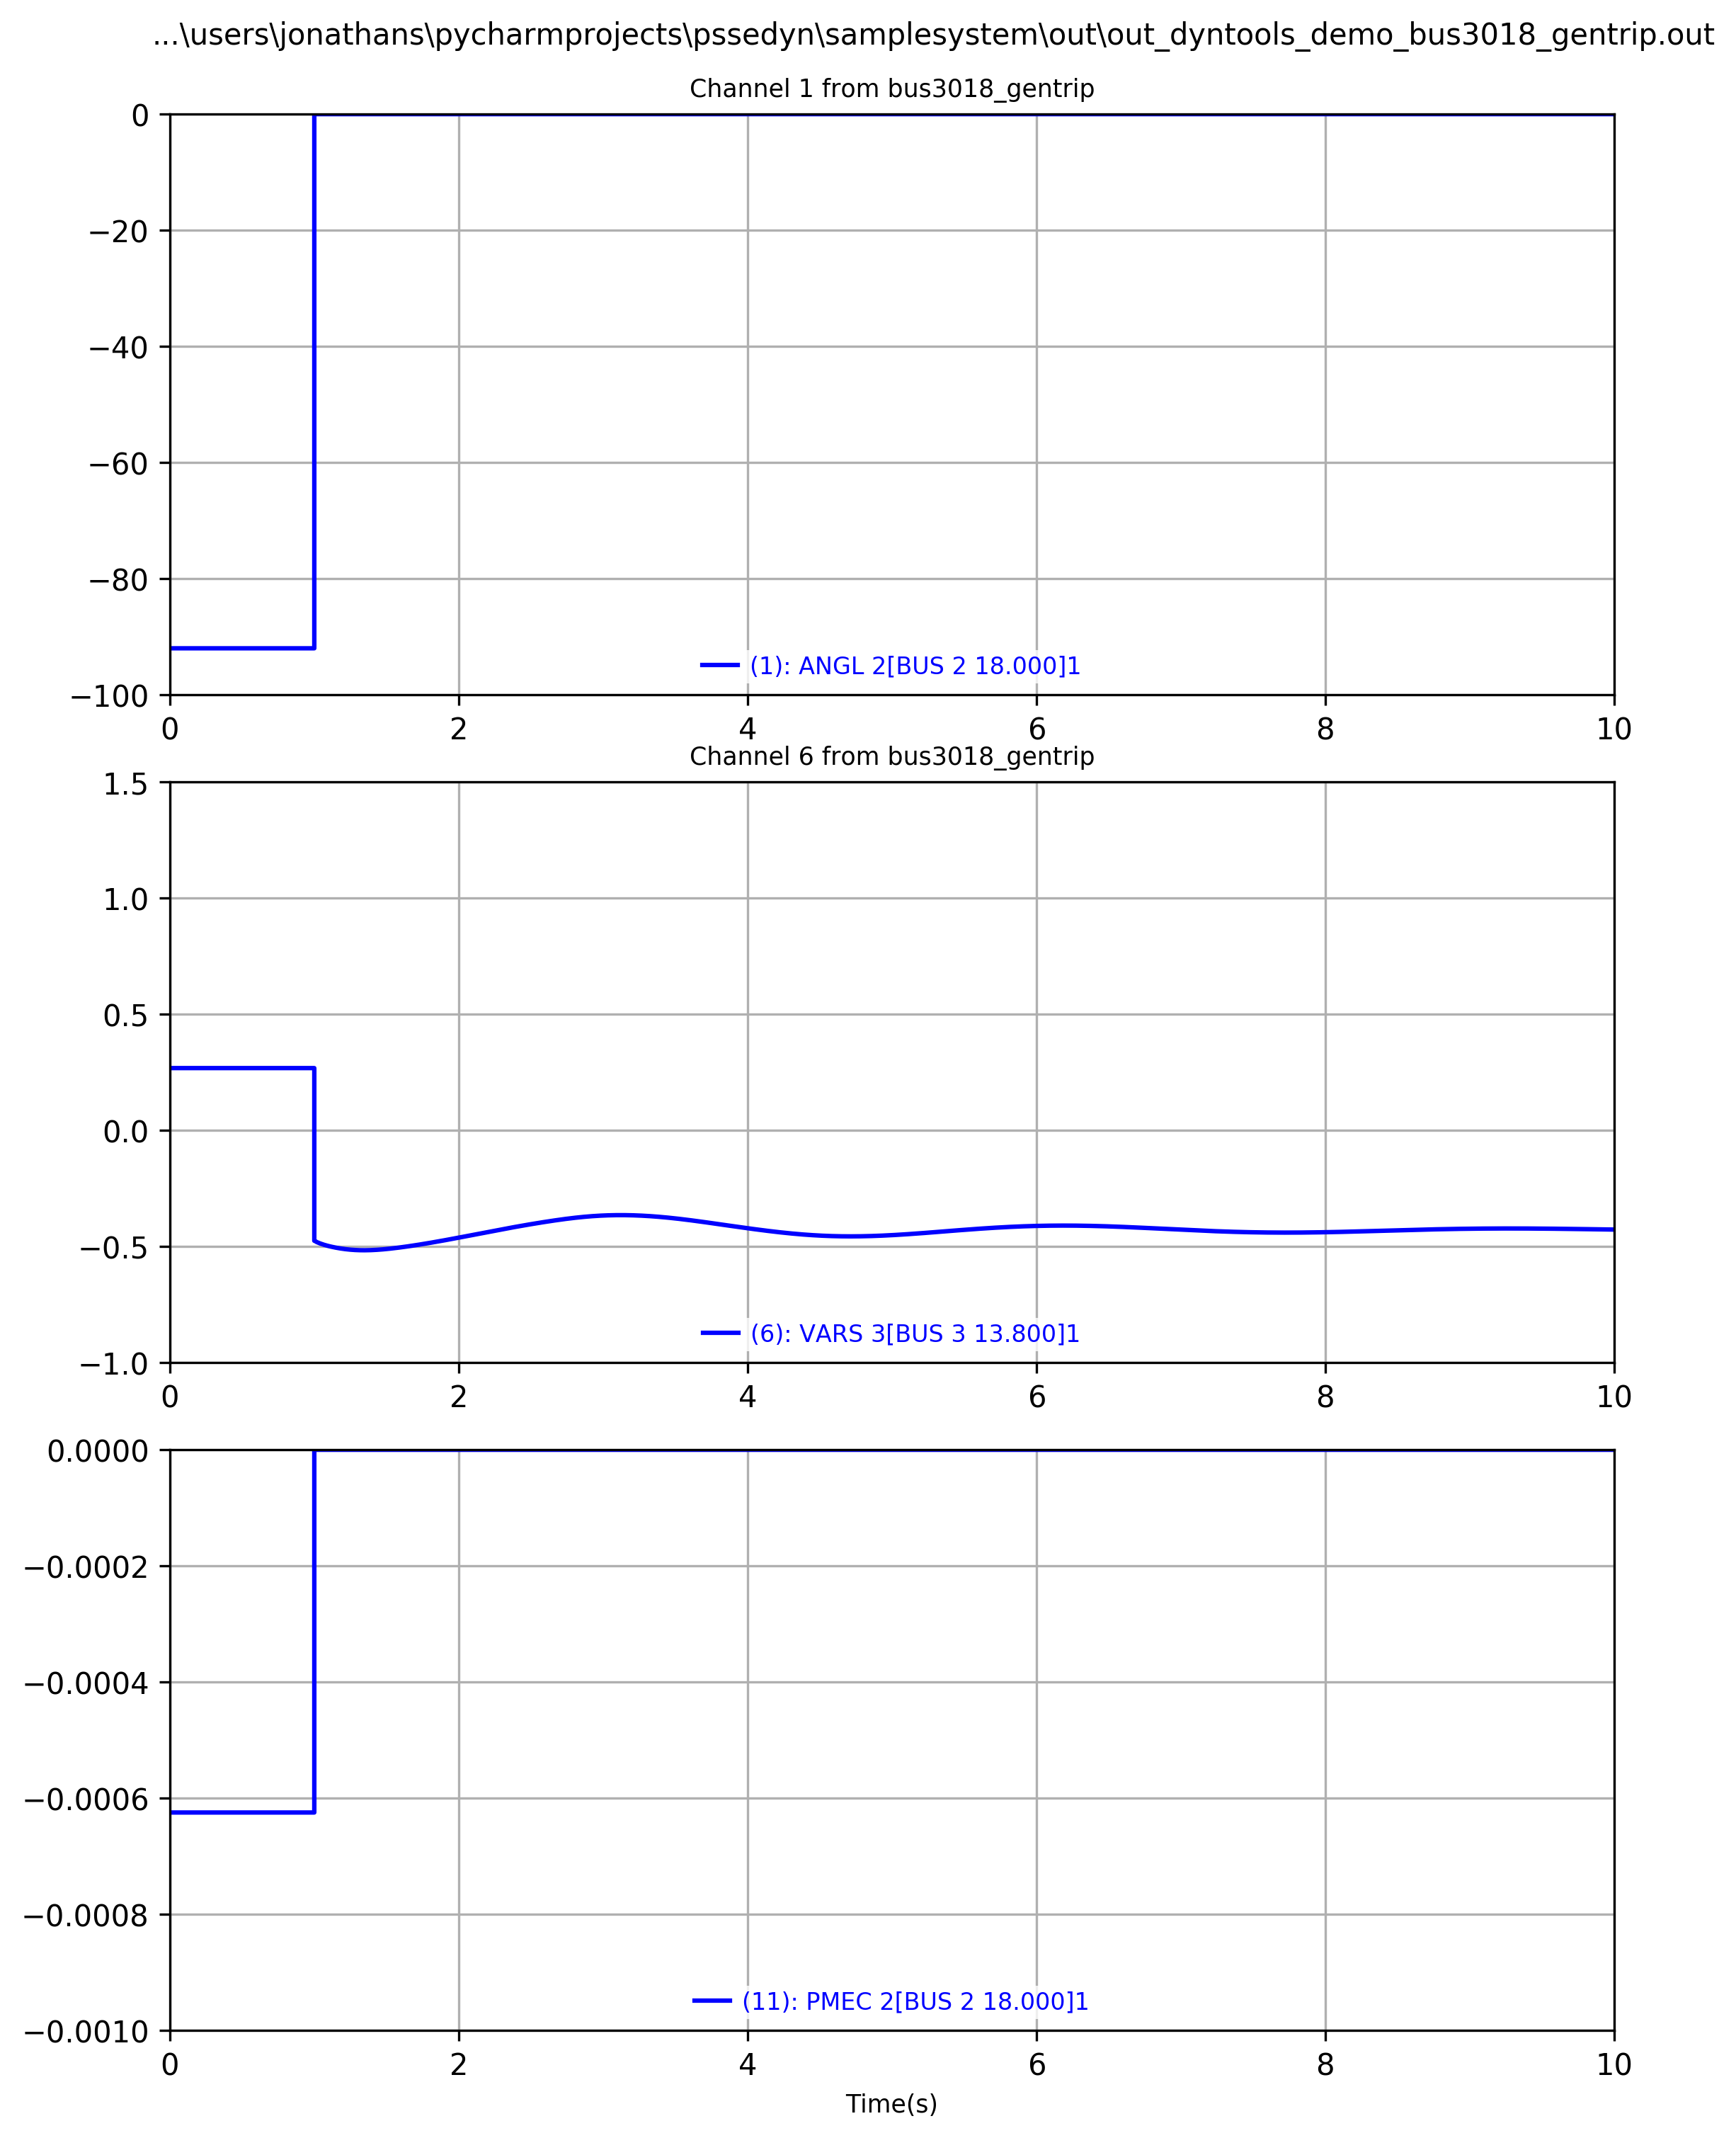 ...\users\jonathans\pycharmprojects\pssedyn\samplesystem\out\out_dyntools_demo_bus3018_gentrip.out
Channel 1 from bus3018_gentrip
0
−20
−40
−60
−80
−100
(1): ANGL 2[BUS 2 18.000]1
0 2 4 6 8 10
Channel 6 from bus3018_gentrip
1.5
1.0
0.5
0.0
−0.5
−1.0
(6): VARS 3[BUS 3 13.800]1
0 2 4 6 8 10
0.0000
−0.0002
−0.0004
−0.0006
−0.0008
−0.0010
(11): PMEC 2[BUS 2 18.000]1
0 2 4 6 8 10
Time(s)